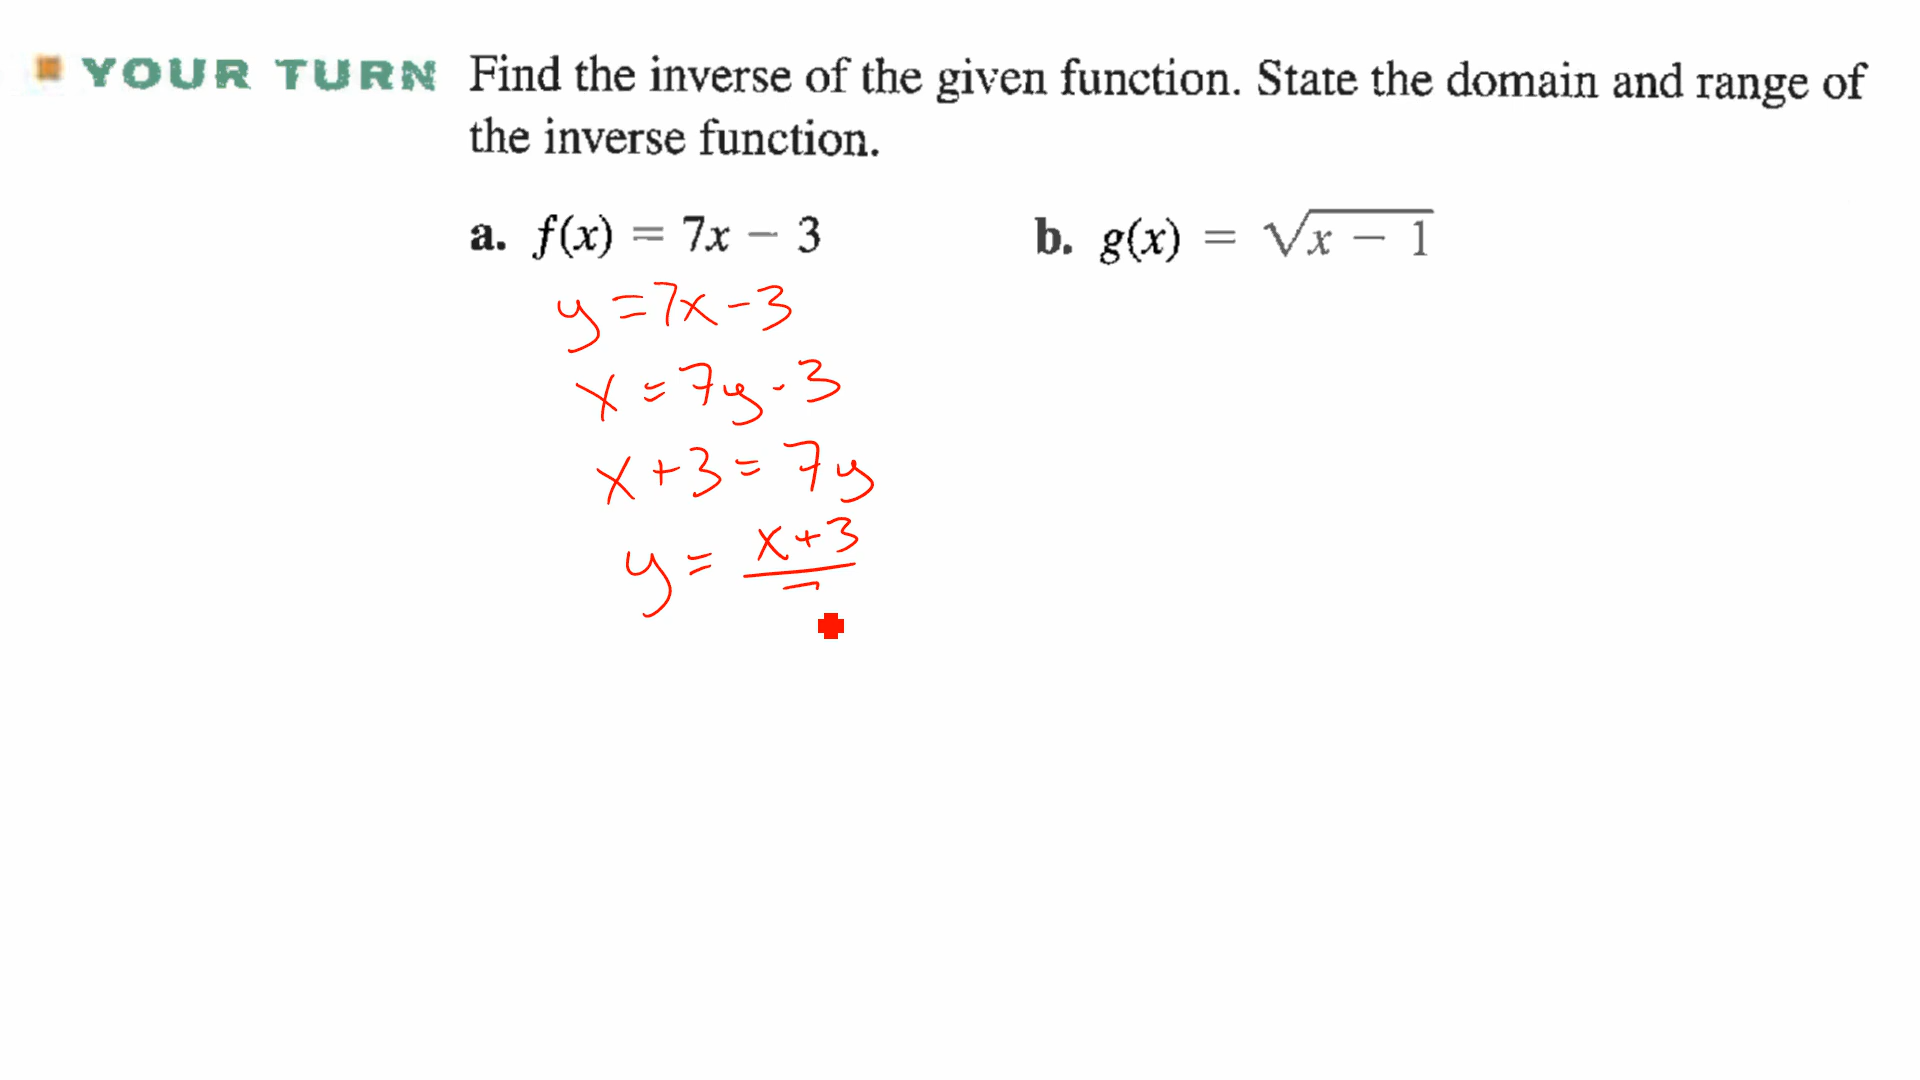 YOUR TURN Find the inverse of the given function. State the domain and range of
the inverse function.
a. f(x) = 7x − 3
b. g(x) = √(x − 1)
y = 7x − 3
x = 7y - 3
x + 3 = 7y
y = (x + 3)/